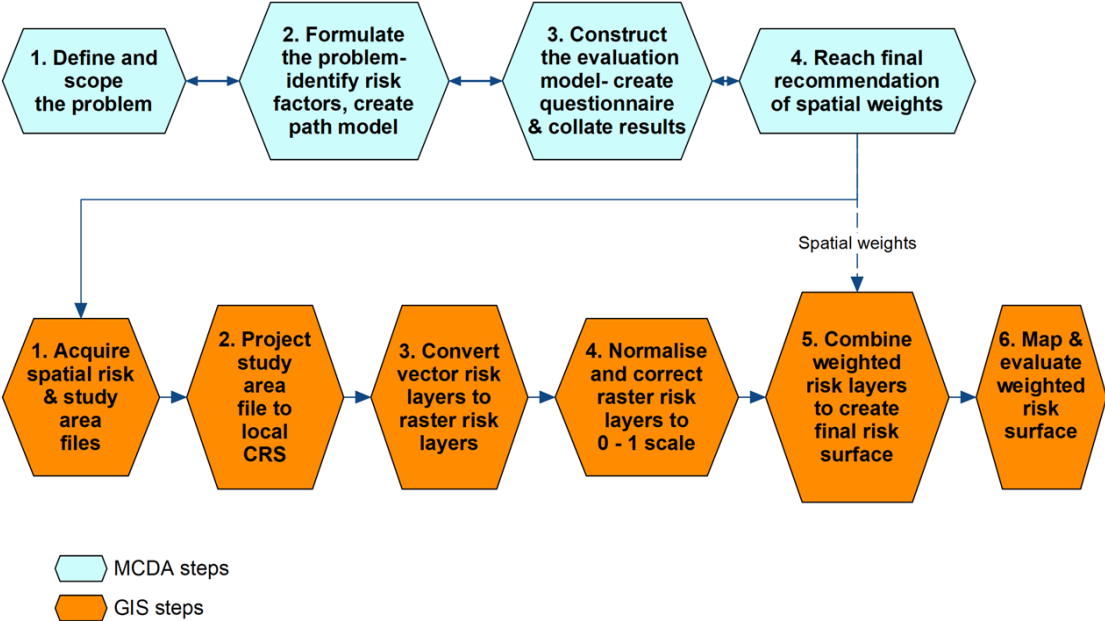 1. Define and
scope
the problem
2. Formulate
the problem-
identify risk
factors, create
path model
3. Construct
the evaluation
model- create
questionnaire
& collate results
4. Reach final
recommendation
of spatial weights
Spatial weights
1. Acquire
spatial risk
& study
area
files
2. Project
study
area
file to
local
CRS
3. Convert
vector risk
layers to
raster risk
layers
4. Normalise
and correct
raster risk
layers to
0 - 1 scale
5. Combine
weighted
risk layers
to create
final risk
surface
6. Map &
evaluate
weighted
risk
surface
MCDA steps
GIS steps